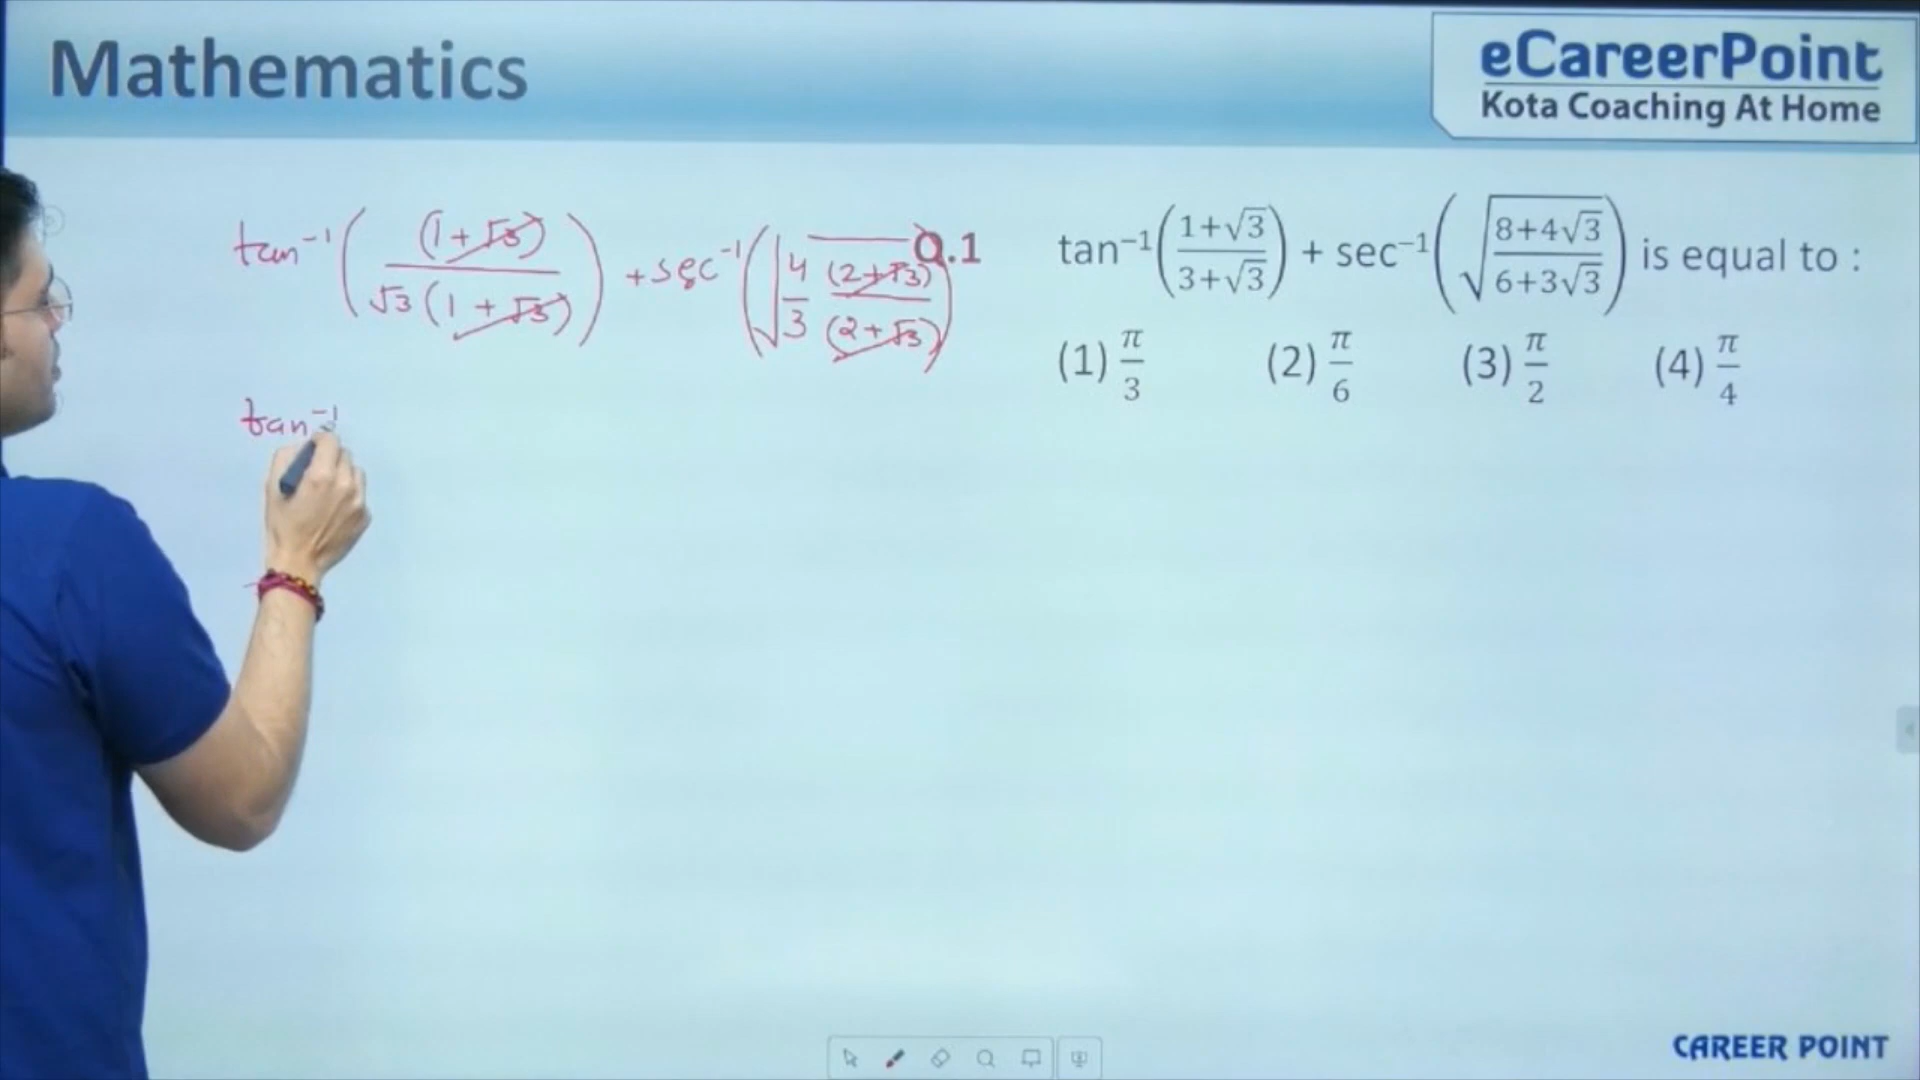 Mathematics
eCareerPoint
Kota Coaching At Home
tan⁻¹( (1+√3) / √3(1+√3) ) + sec⁻¹( √( 4(2+√3) / 3(2+√3) ) )
tan⁻¹
Q.1 tan⁻¹( (1+√3) / (3+√3) ) + sec⁻¹( √( (8+4√3) / (6+3√3) ) ) is equal to :
(1) π/3 (2) π/6 (3) π/2 (4) π/4
CAREER POINT